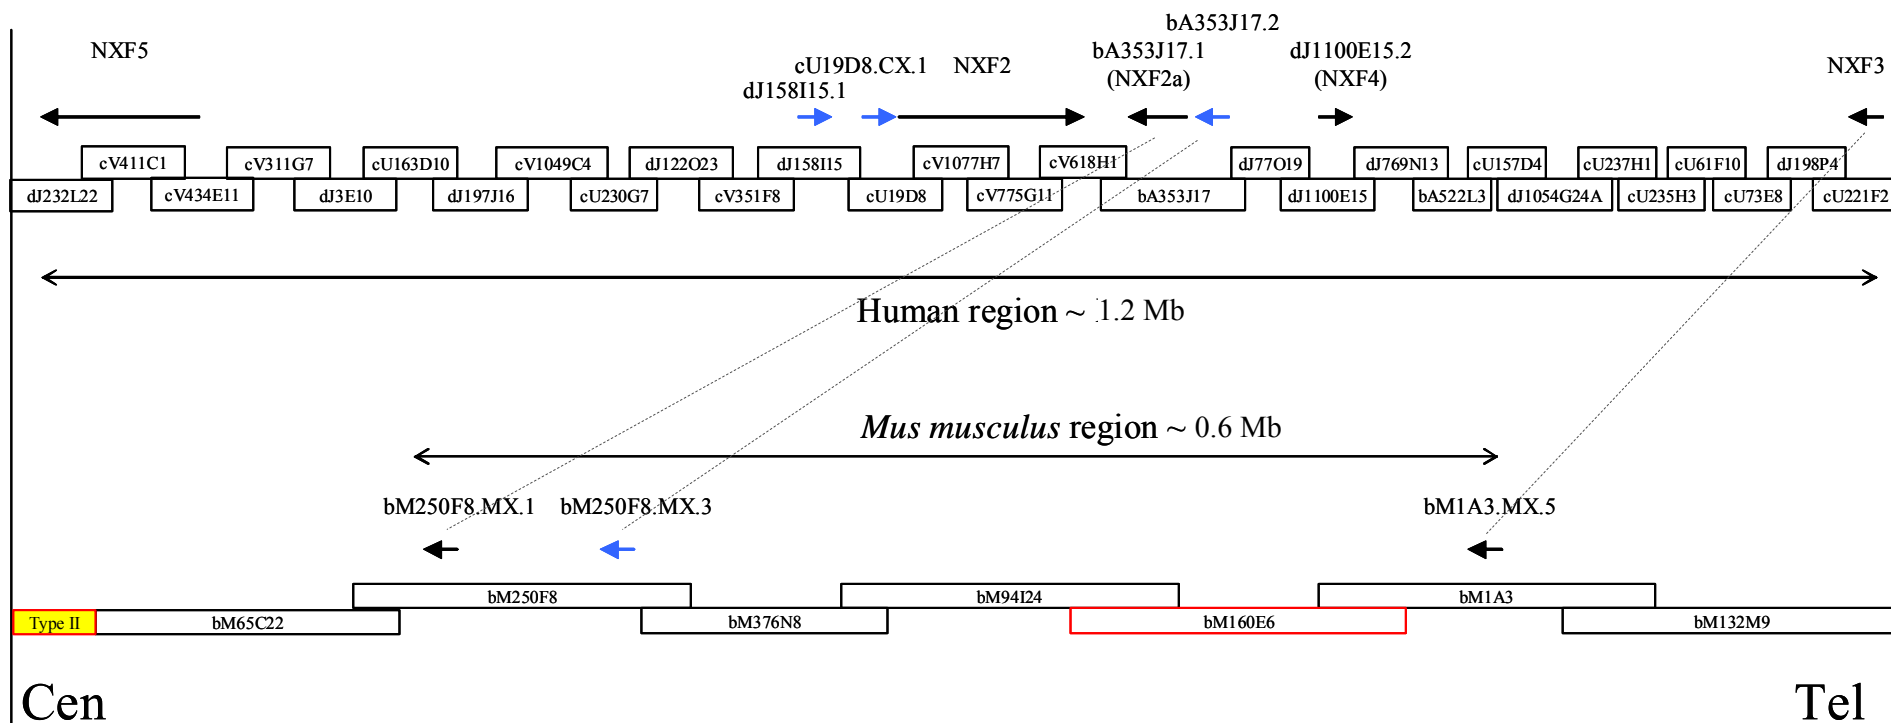 bA353J17.2
NXF5
cU19D8.CX.1
NXF2
bA353J17.1
(NXF2a)
dJ1100E15.2
(NXF4)
NXF3
dJ158I15.1
cV411C1
cV311G7
cU163D10
cV1049C4
dJ122O23
dJ158I15
cV1077H7
cV618H1
dJ77O19
dJ769N13
cU157D4
cU237H1
cU61F10
dJ198P4
dJ232L22
cV434E11
dJ3E10
dJ197J16
cU230G7
cV351F8
cU19D8
cV775G11
bA353J17
dJ1100E15
bA522L3
dJ1054G24A
cU235H3
cU73E8
cU221F2
Human region ~ 1.2 Mb
Mus musculus region ~ 0.6 Mb
bM250F8.MX.1
bM250F8.MX.3
bM1A3.MX.5
bM250F8
bM94I24
bM1A3
Type II
bM65C22
bM376N8
bM160E6
bM132M9
Cen
Tel